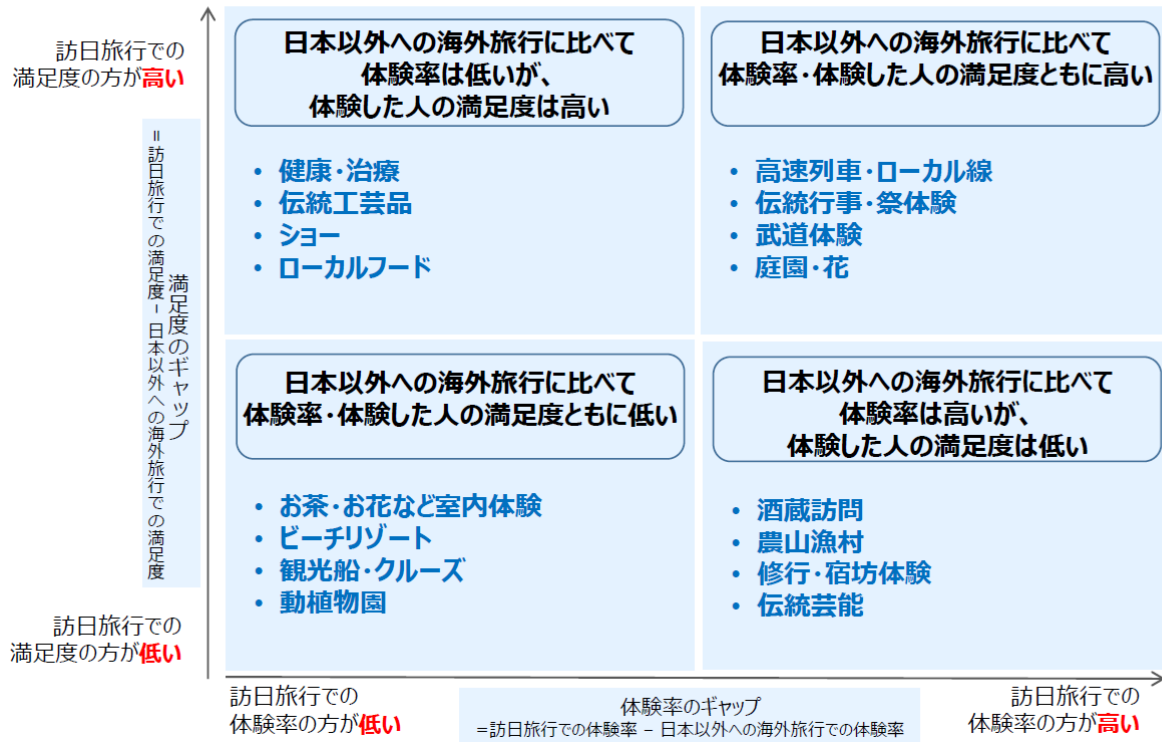 訪日旅行での
満足度の方が高い
満足度のギャップ
=訪日旅行での満足度 − 日本以外への海外旅行での満足度
訪日旅行での
満足度の方が低い
日本以外への海外旅行に比べて
体験率は低いが、
体験した人の満足度は高い
• 健康・治療
• 伝統工芸品
• ショー
• ローカルフード
日本以外への海外旅行に比べて
体験率・体験した人の満足度ともに高い
• 高速列車・ローカル線
• 伝統行事・祭体験
• 武道体験
• 庭園・花
日本以外への海外旅行に比べて
体験率・体験した人の満足度ともに低い
• お茶・お花など室内体験
• ビーチリゾート
• 観光船・クルーズ
• 動植物園
日本以外への海外旅行に比べて
体験率は高いが、
体験した人の満足度は低い
• 酒蔵訪問
• 農山漁村
• 修行・宿坊体験
• 伝統芸能
訪日旅行での
体験率の方が低い
体験率のギャップ
=訪日旅行での体験率 − 日本以外への海外旅行での体験率
訪日旅行での
体験率の方が高い